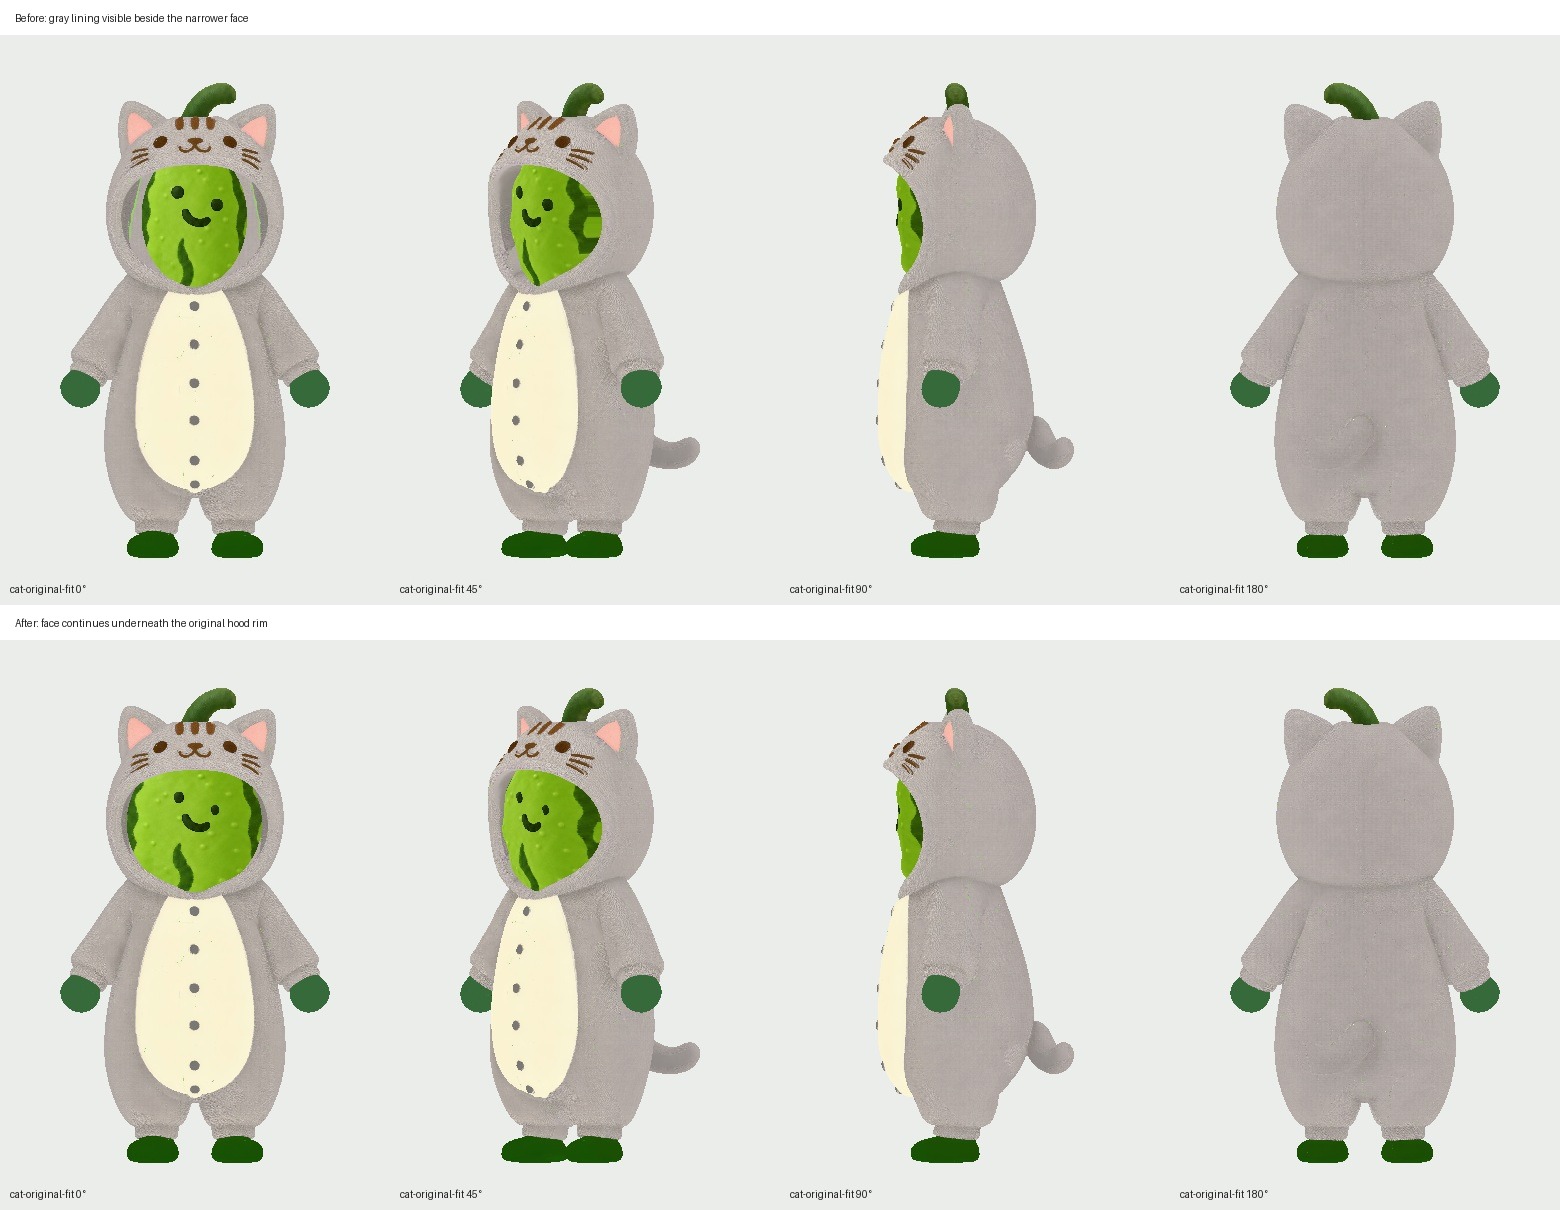 Before: gray lining visible beside the narrower face
cat-original-fit 0°
cat-original-fit 45°
cat-original-fit 90°
cat-original-fit 180°
After: face continues underneath the original hood rim
cat-original-fit 0°
cat-original-fit 45°
cat-original-fit 90°
cat-original-fit 180°